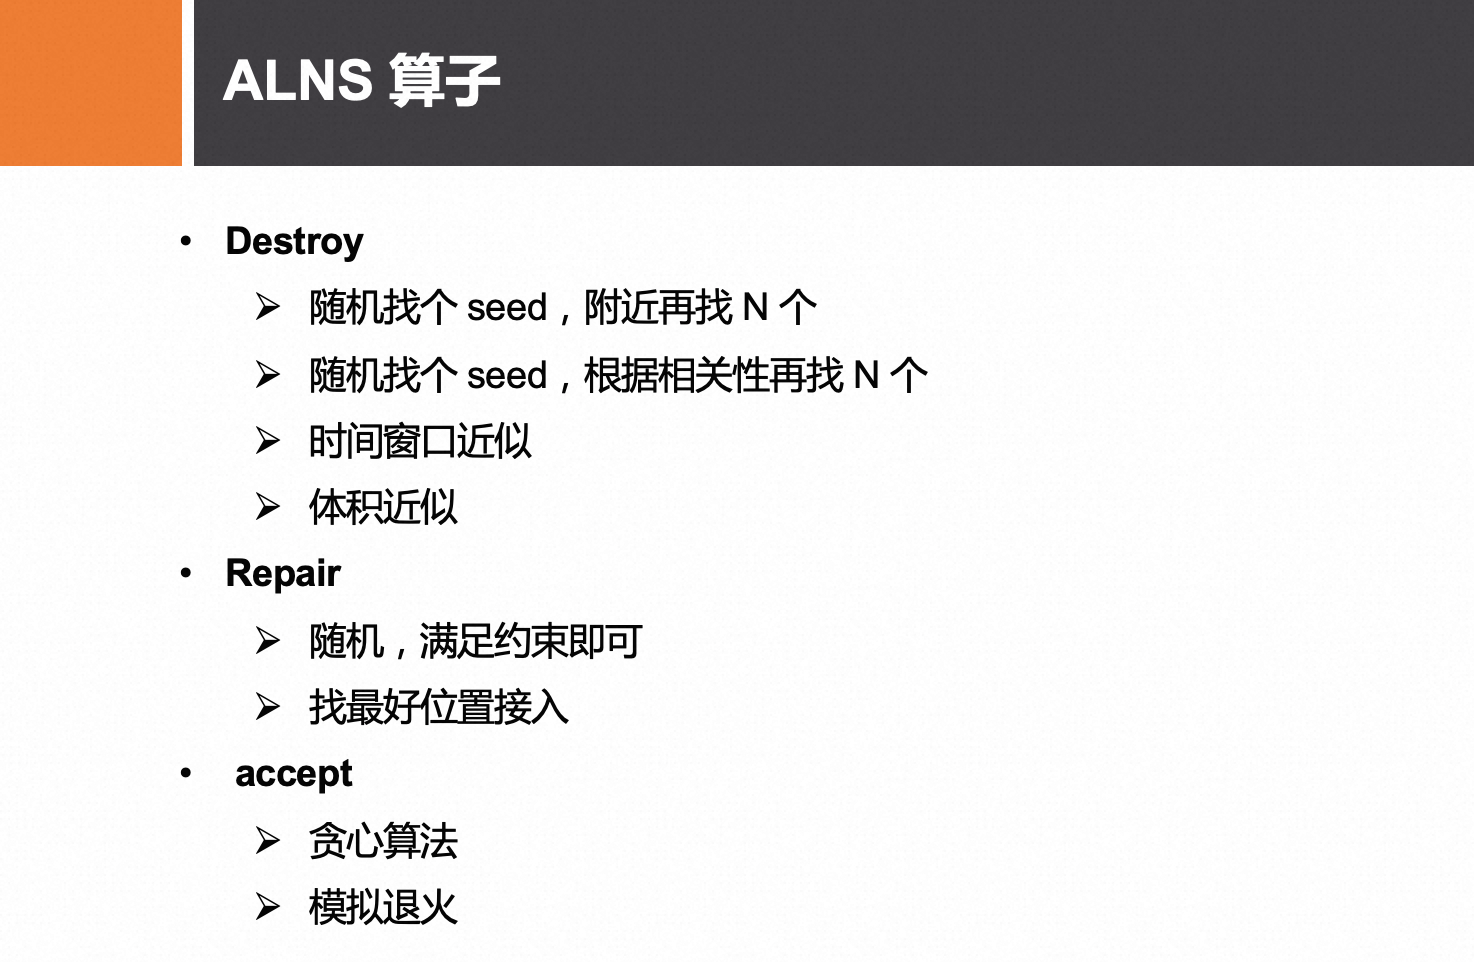 ALNS 算子
• Destroy
➢ 随机找个 seed，附近再找 N 个
➢ 随机找个 seed，根据相关性再找 N 个
➢ 时间窗口近似
➢ 体积近似
• Repair
➢ 随机，满足约束即可
➢ 找最好位置接入
• accept
➢ 贪心算法
➢ 模拟退火